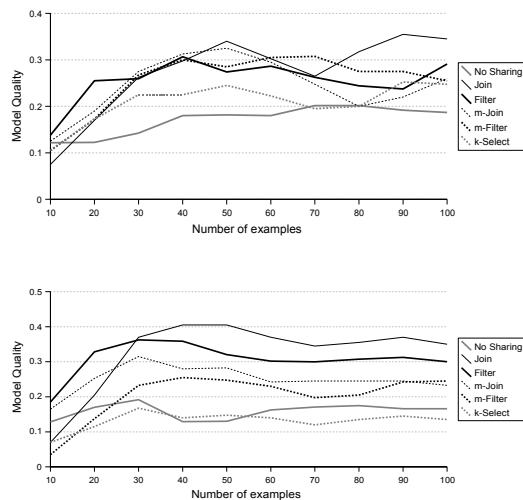 0.4
0.3
0.2
0.1
0
Model Quality
10 20 30 40 50 60 70 80 90 100
Number of examples
No Sharing
Join
Filter
m-Join
m-Filter
k-Select
0.5
0.4
0.3
0.2
0.1
0
Model Quality
10 20 30 40 50 60 70 80 90 100
Number of examples
No Sharing
Join
Filter
m-Join
m-Filter
k-Select